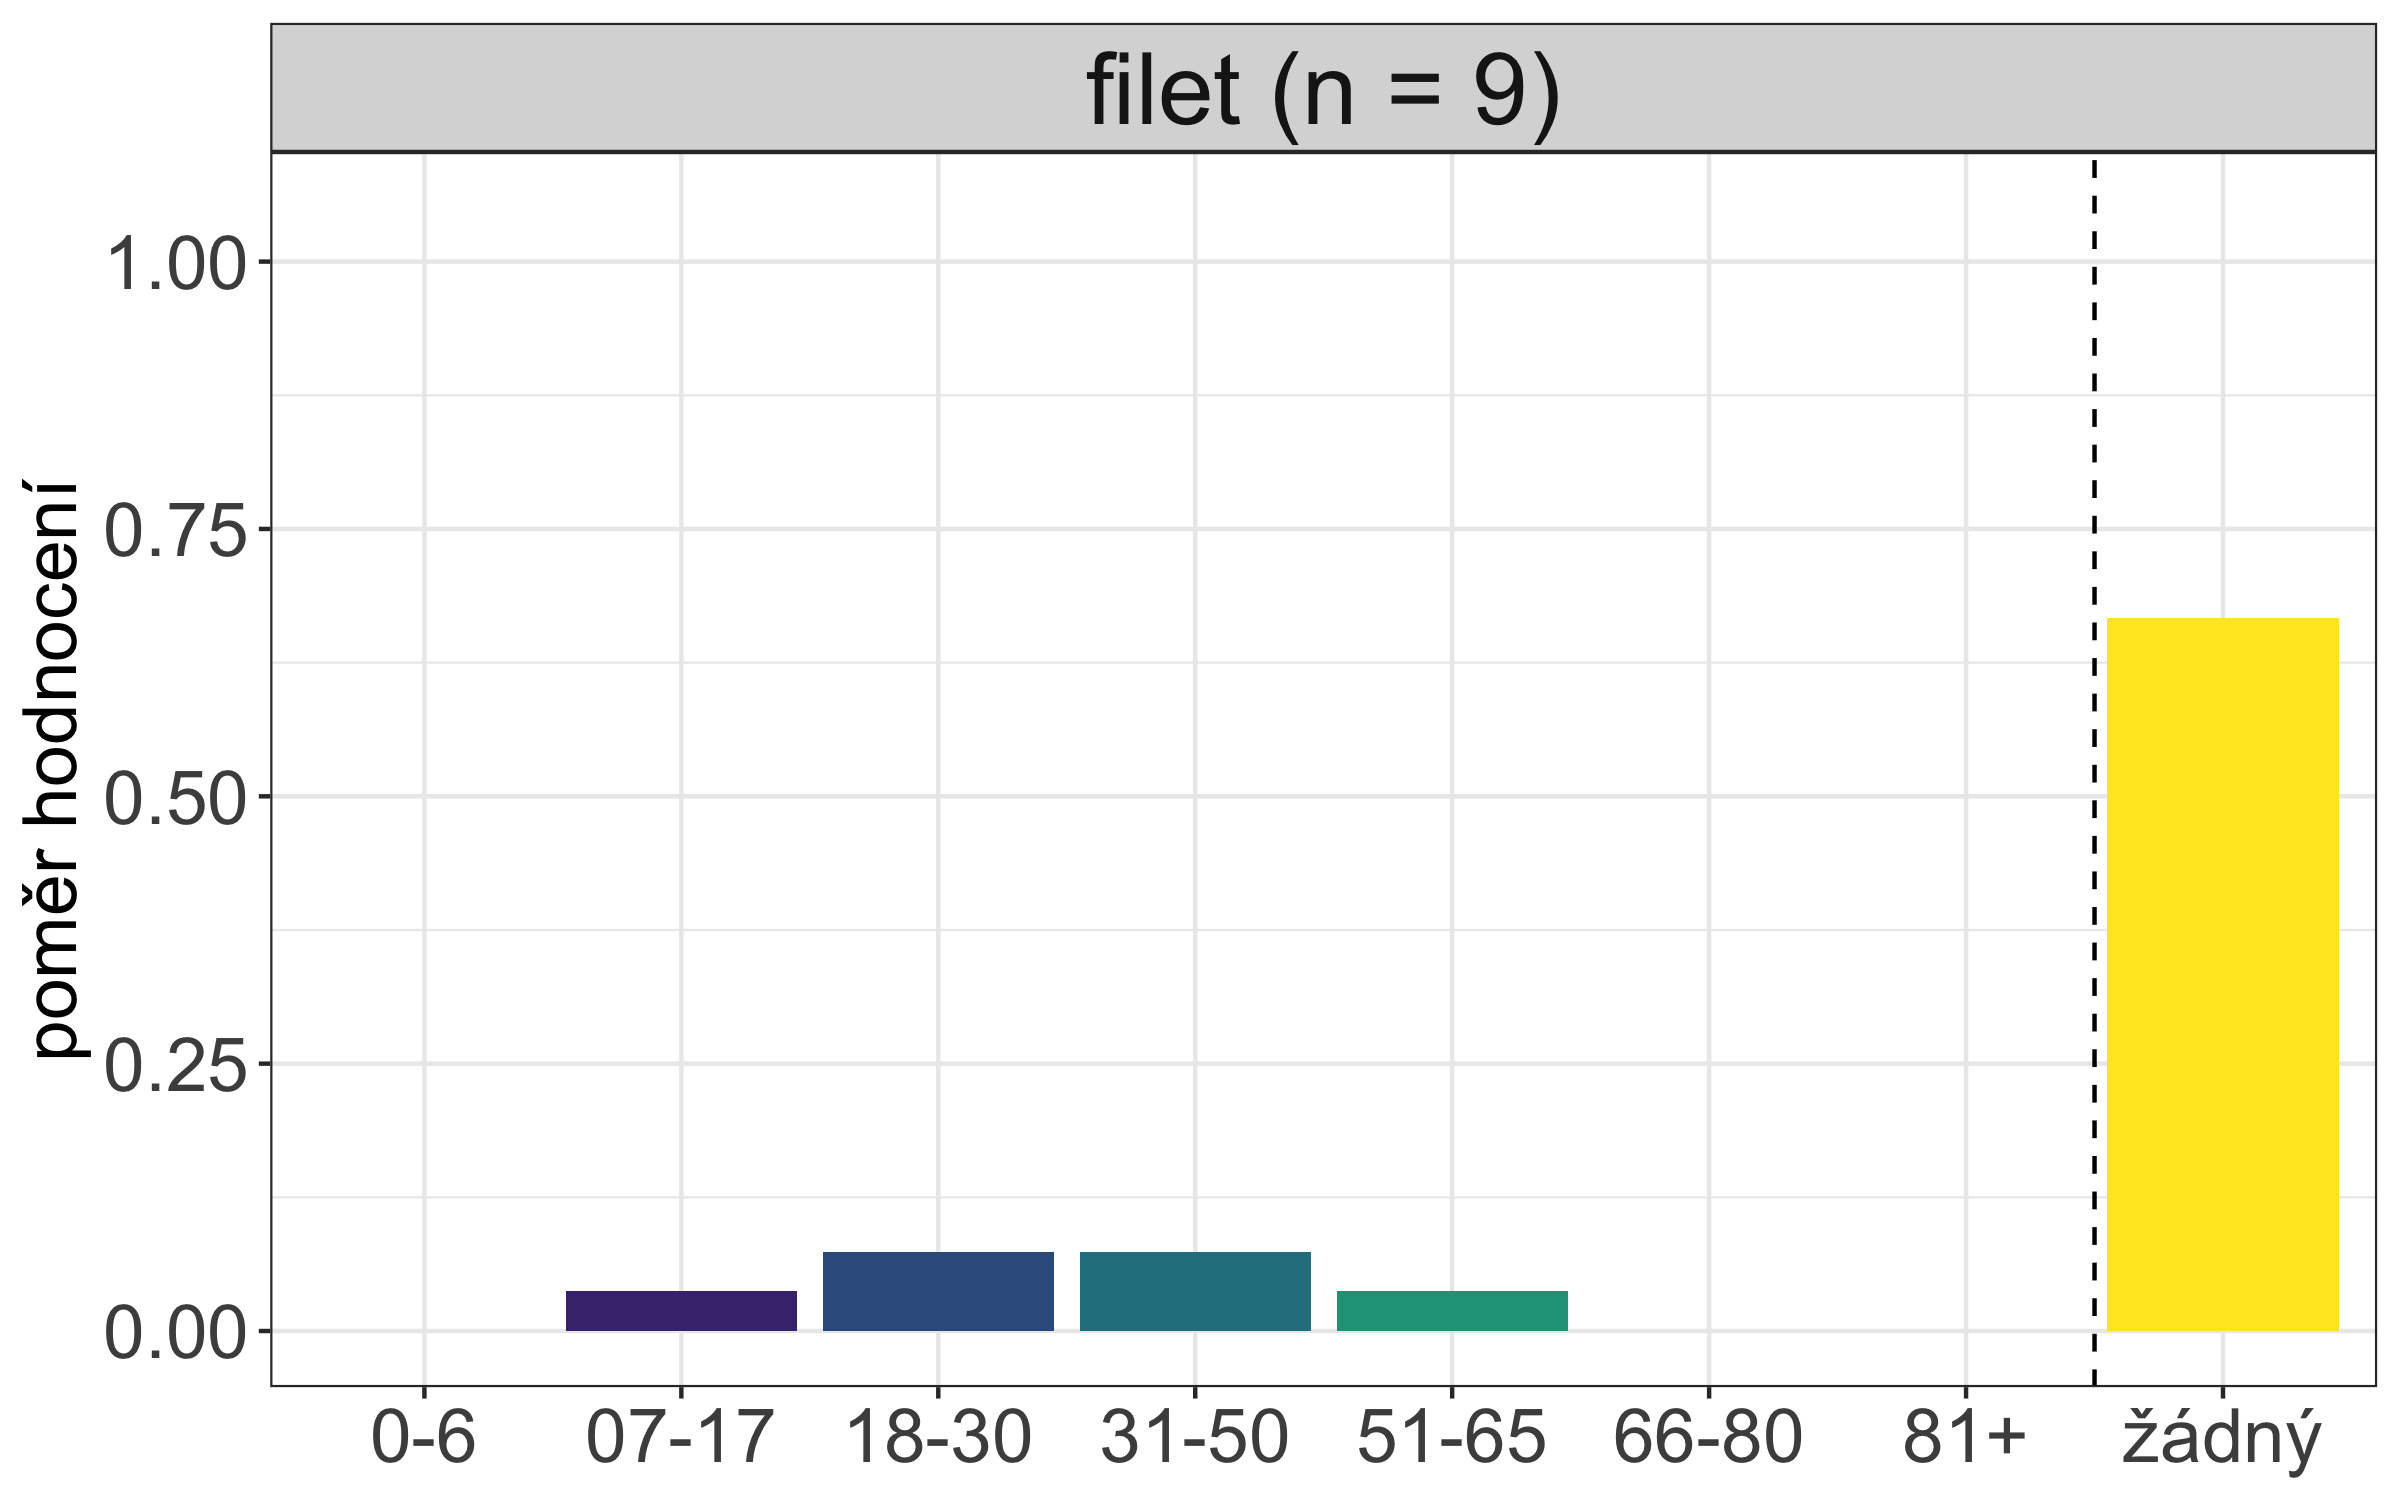 filet (n = 9)
poměr hodnocení
1.00
0.75
0.50
0.25
0.00
0-6 07-17 18-30 31-50 51-65 66-80 81+ žádný